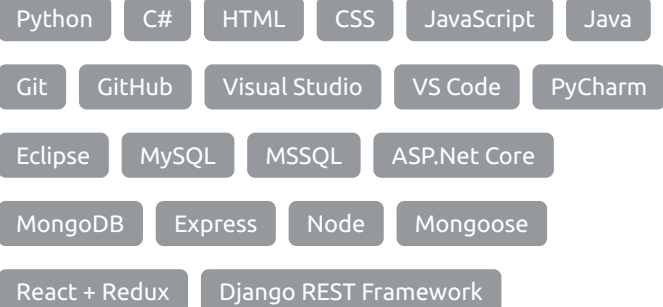 Python C# HTML CSS JavaScript Java
Git GitHub Visual Studio VS Code PyCharm
Eclipse MySQL MSSQL ASP.Net Core
MongoDB Express Node Mongoose
React + Redux Django REST Framework